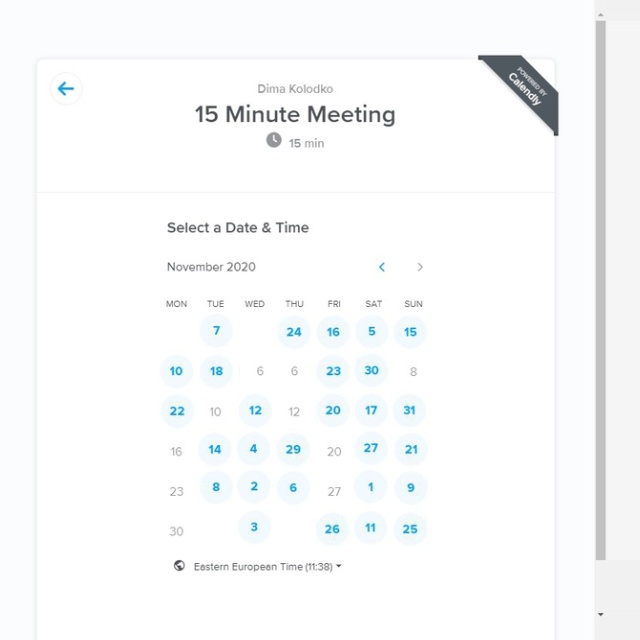 POWERED BY
Calendly
Dima Kolodko
15 Minute Meeting
15 min
Select a Date & Time
November 2020
MON TUE WED THU FRI SAT SUN
7 24 16 5 15
10 18 6 6 23 30 8
22 10 12 12 20 17 31
16 14 4 29 20 27 21
23 8 2 6 27 1 9
30 3 26 11 25
Eastern European Time (11:38)